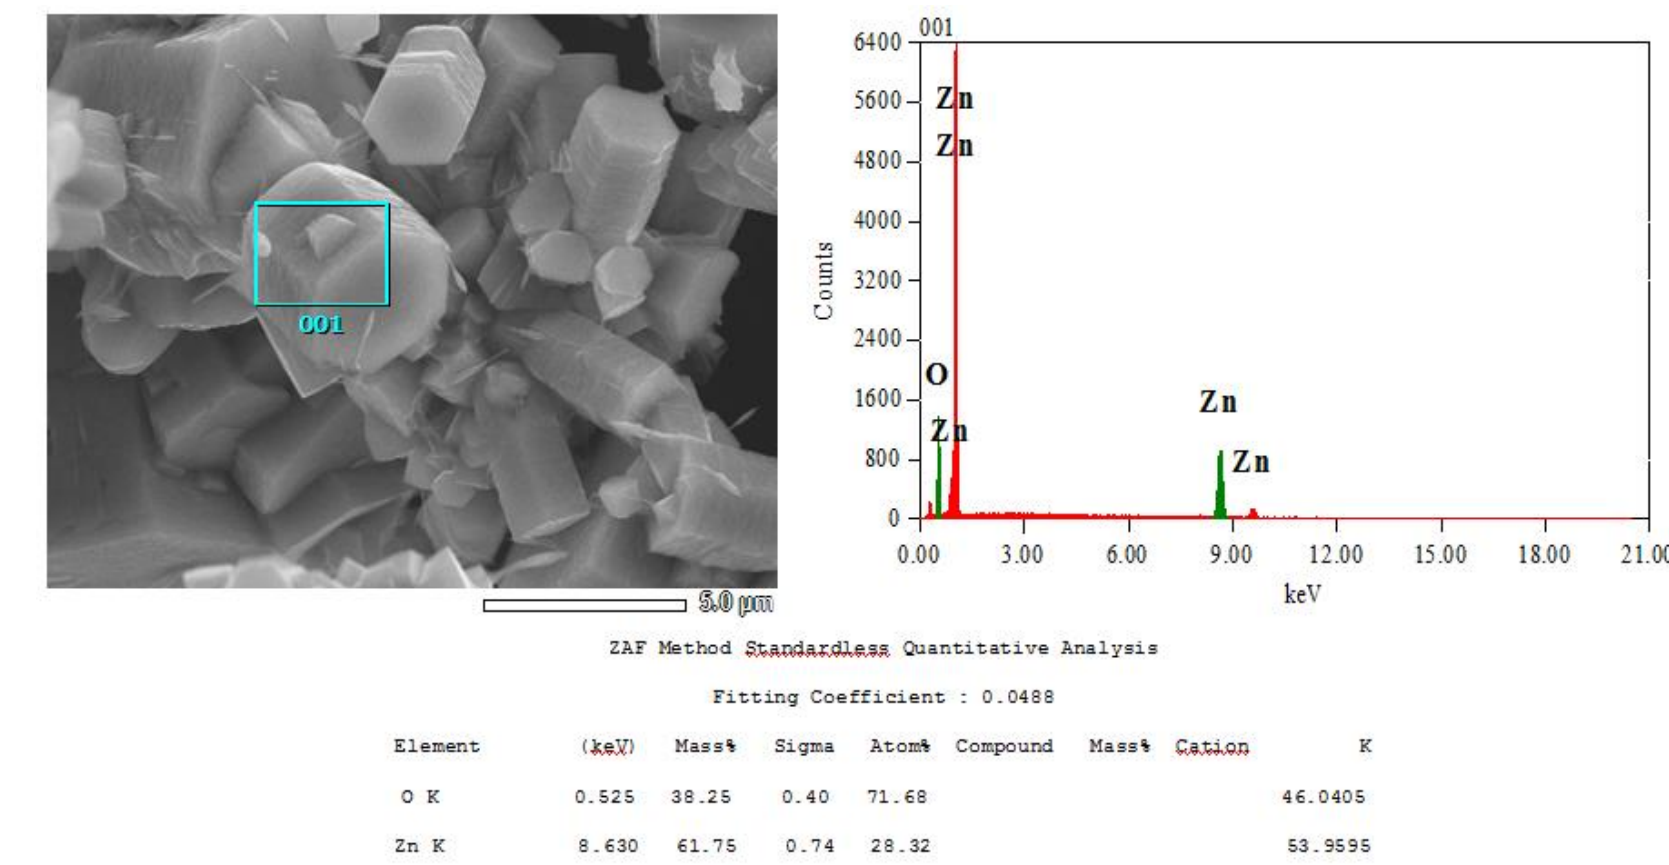 001
001
6400
5600
4800
4000
3200
2400
1600
800
0
Counts
Zn
Zn
O
Zn
Zn
Zn
0.00 3.00 6.00 9.00 12.00 15.00 18.00 21.00
keV
5.0 μm
ZAF Method Standardless Quantitative Analysis
Fitting Coefficient : 0.0488
Element (keV) Mass% Sigma Atom% Compound Mass% Cation K
O K 0.525 38.25 0.40 71.68 46.0405
Zn K 8.630 61.75 0.74 28.32 53.9595